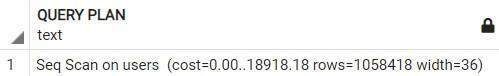 QUERY PLAN
text
1 Seq Scan on users (cost=0.00..18918.18 rows=1058418 width=36)